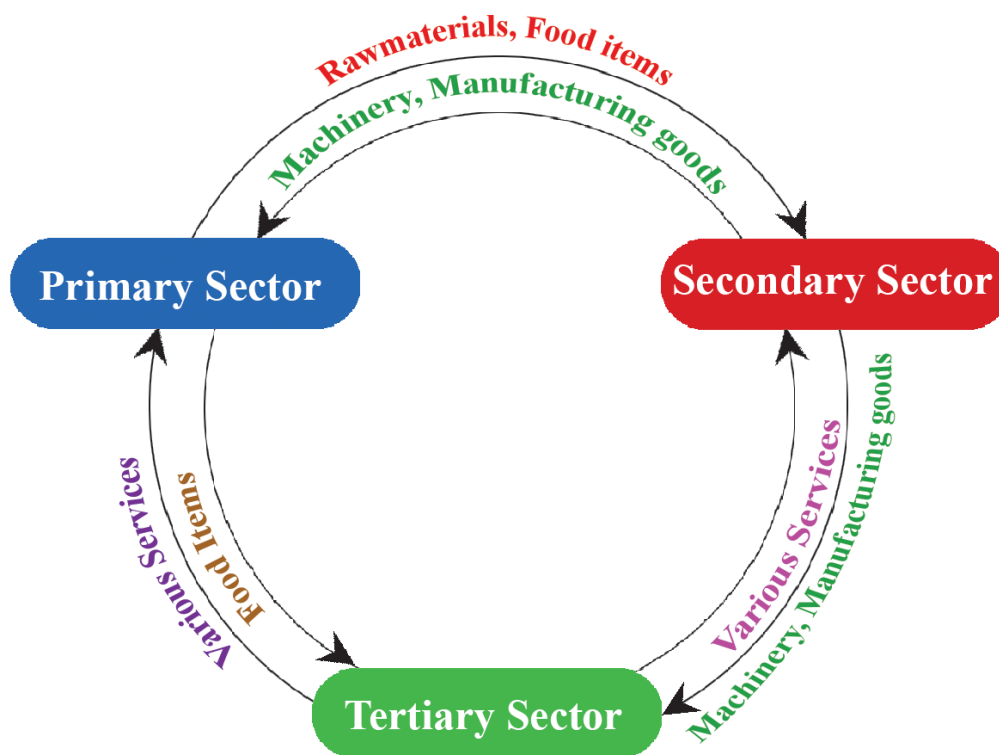 Rawmaterials, Food items
Machinery, Manufacturing goods
Primary Sector
Secondary Sector
Various Services
Food Items
Various Services
Machinery, Manufacturing goods
Tertiary Sector